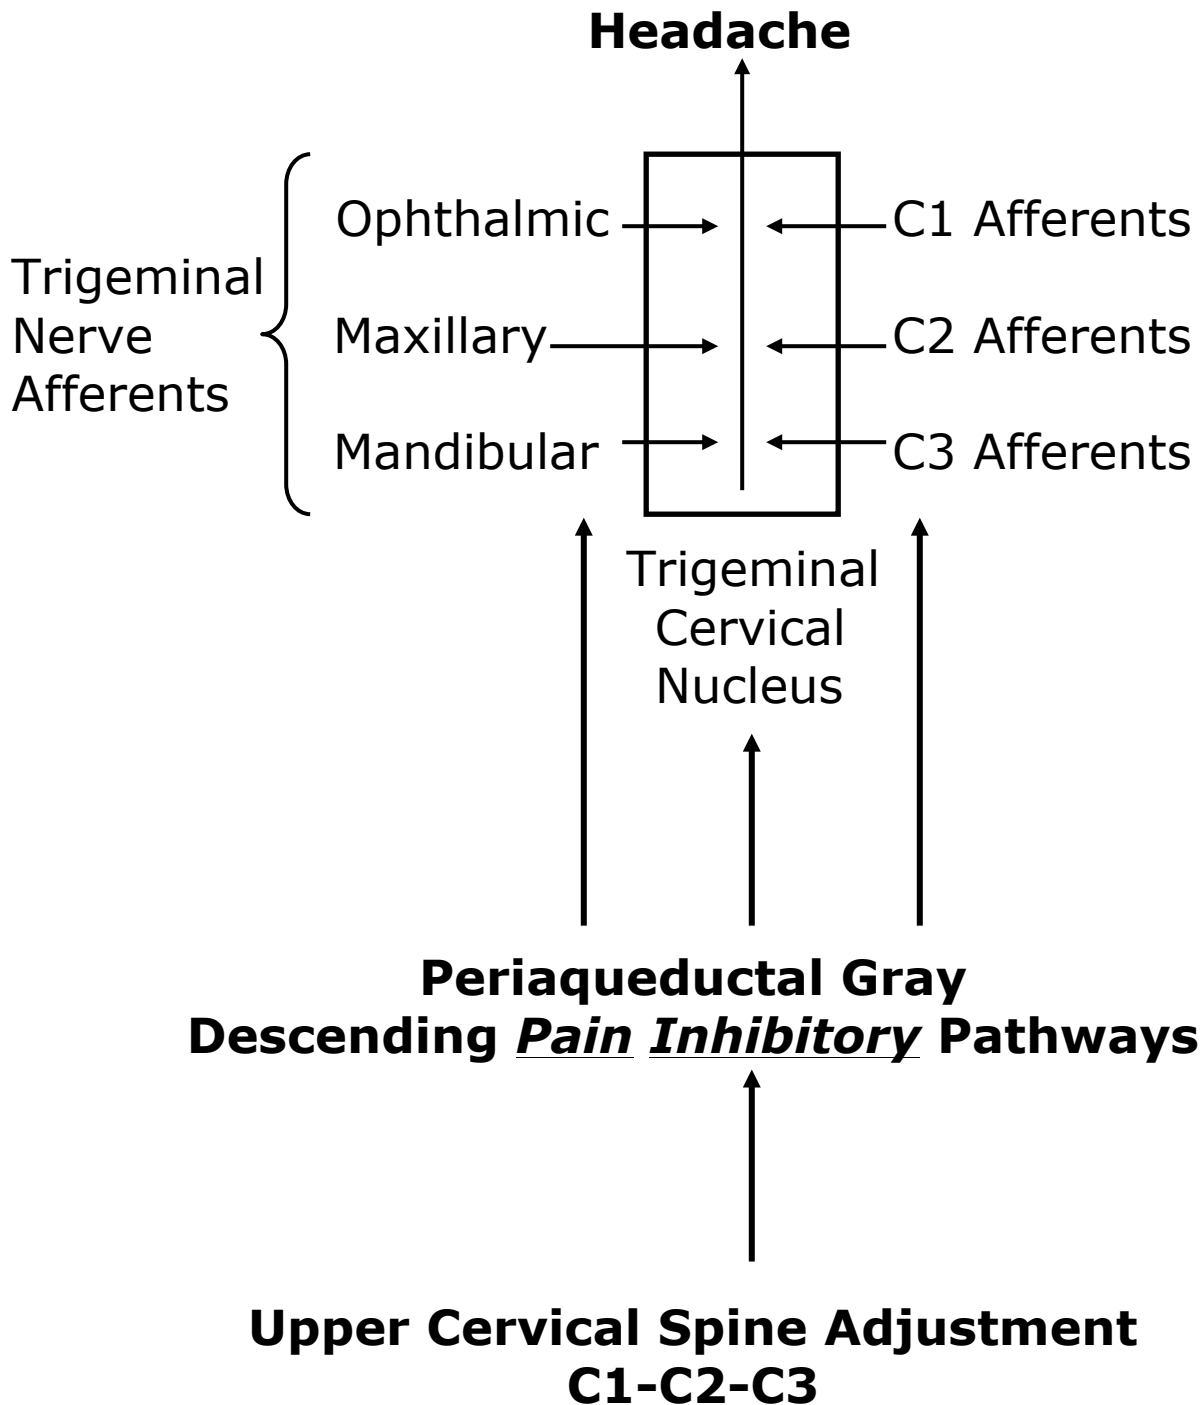 Headache
Ophthalmic
C1 Afferents
Trigeminal
Nerve
Afferents
Maxillary
C2 Afferents
Mandibular
C3 Afferents
Trigeminal
Cervical
Nucleus
Periaqueductal Gray
Descending Pain Inhibitory Pathways
Upper Cervical Spine Adjustment
C1-C2-C3